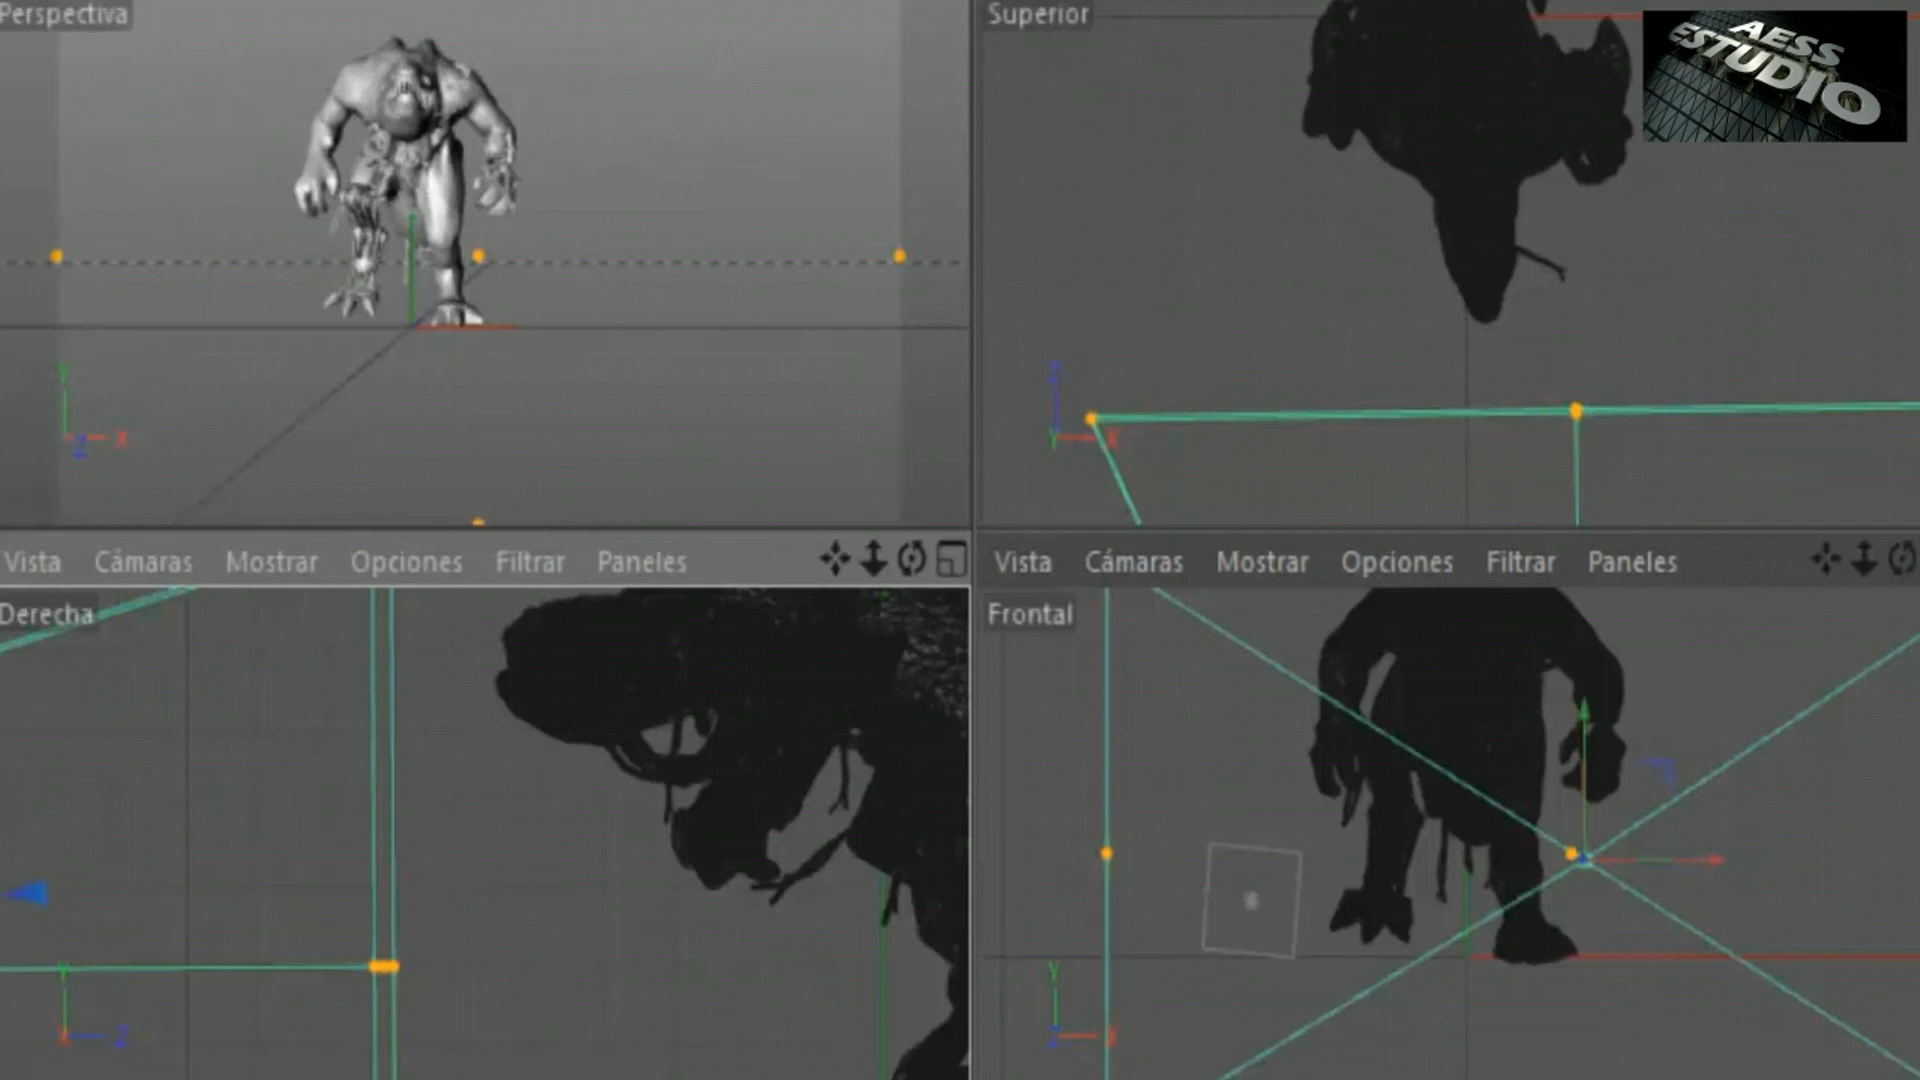 Perspectiva
Superior
AESS
ESTUDIO
Y
X
Z
Z
Y
X
Vista Cámaras Mostrar Opciones Filtrar Paneles
Vista Cámaras Mostrar Opciones Filtrar Paneles
Derecha
Frontal
Y
X
Z
Y
Z
X